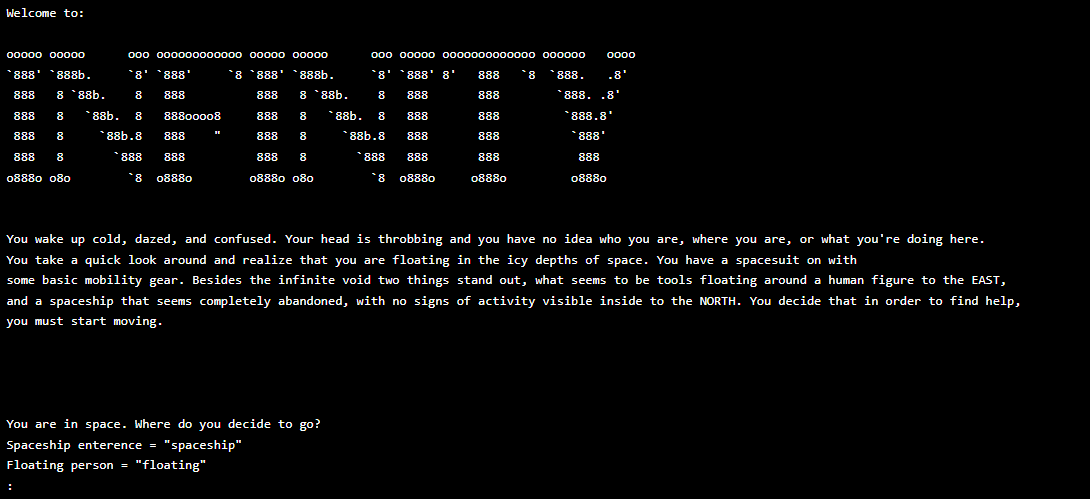 Welcome to:
ooooo ooooo      ooo oooooooooooo ooooo ooooo      ooo ooooo ooooooooooooo oooooo   oooo
`888' `888b.     `8' `888'     `8 `888' `888b.     `8' `888' 8'   888   `8  `888.   .8'
 888   8 `88b.    8   888          888   8 `88b.    8   888       888        `888. .8'
 888   8   `88b.  8   888oooo8     888   8   `88b.  8   888       888         `888.8'
 888   8     `88b.8   888    "     888   8     `88b.8   888       888          `888'
 888   8       `888   888          888   8       `888   888       888           888
o888o o8o        `8  o888o        o888o o8o        `8  o888o     o888o         o888o
You wake up cold, dazed, and confused. Your head is throbbing and you have no idea who you are, where you are, or what you're doing here.
You take a quick look around and realize that you are floating in the icy depths of space. You have a spacesuit on with
some basic mobility gear. Besides the infinite void two things stand out, what seems to be tools floating around a human figure to the EAST,
and a spaceship that seems completely abandoned, with no signs of activity visible inside to the NORTH. You decide that in order to find help,
you must start moving.
You are in space. Where do you decide to go?
Spaceship enterence = "spaceship"
Floating person = "floating"
: